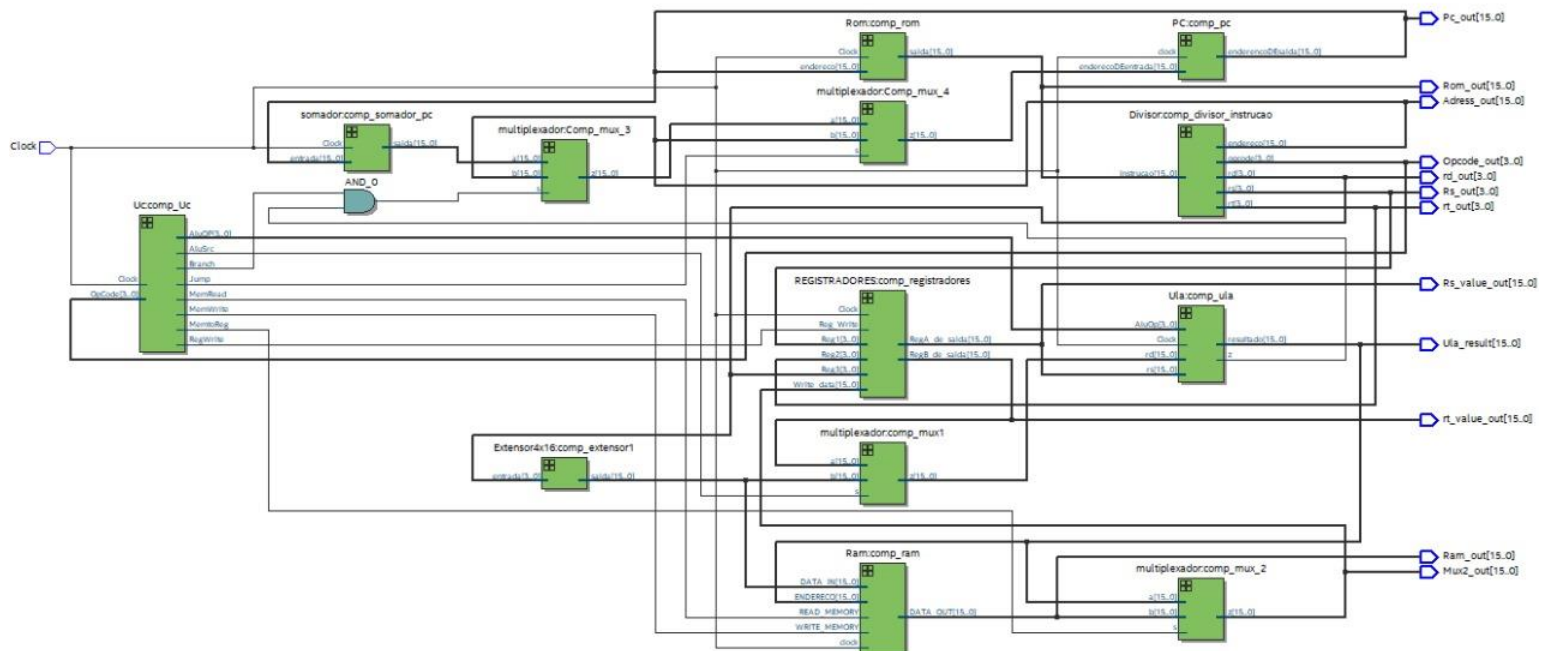 Rom:comp_rom
Clock
endereco[15..0]
saida[15..0]
PC:comp_pc
clock
enderencoDEentrada[15..0]
enderencoDEsaida[15..0]
Pc_out[15..0]
Rom_out[15..0]
Adress_out[15..0]
multiplexador:Comp_mux_4
a[15..0]
b[15..0]
s
z[15..0]
Divisor:comp_divisor_instrucao
Instrucao[15..0]
endereco[15..0]
opcode[3..0]
rd[3..0]
rs[3..0]
rt[3..0]
Opcode_out[3..0]
rd_out[3..0]
Rs_out[3..0]
rt_out[3..0]
somador:comp_somador_pc
Clock
entrada[15..0]
saida[15..0]
multiplexador:Comp_mux_3
a[15..0]
b[15..0]
s
z[15..0]
Clock
AND_0
Uc:comp_Uc
Clock
OpCode[3..0]
AluOP[3..0]
AluSrc
Branch
Jump
MemRead
MemWrite
MemtoReg
RegWrite
REGISTRADORES:comp_registradores
Clock
Reg_Write
Reg1[3..0]
Reg2[3..0]
Reg3[3..0]
Write_data[15..0]
RegA_de_saida[15..0]
RegB_de_saida[15..0]
Ula:comp_ula
AluOp[3..0]
Clock
rd[15..0]
rs[15..0]
resultado[15..0]
z
Rs_value_out[15..0]
Ula_result[15..0]
rt_value_out[15..0]
Extensor4x16:comp_extensor1
entrada[3..0]
saida[15..0]
multiplexador:comp_mux1
a[15..0]
b[15..0]
s
z[15..0]
Ram:comp_ram
DATA_IN[15..0]
ENDERECO[15..0]
READ_MEMORY
WRITE_MEMORY
clock
DATA_OUT[15..0]
multiplexador:comp_mux_2
a[15..0]
b[15..0]
s
z[15..0]
Ram_out[15..0]
Mux2_out[15..0]